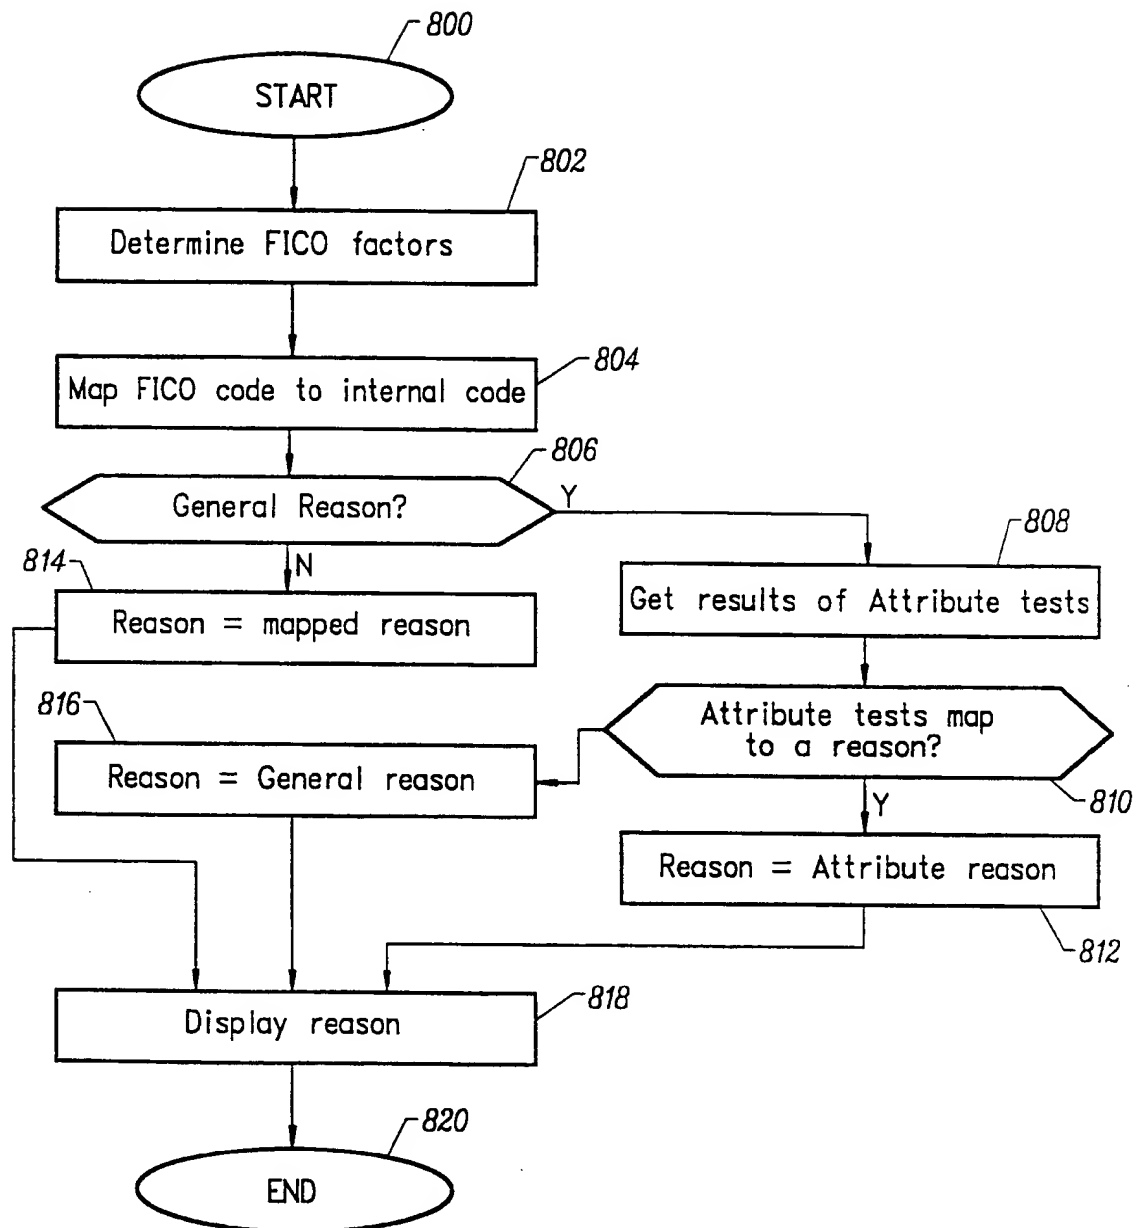 800
START
802
Determine FICO factors
804
Map FICO code to internal code
806
General Reason?
Y
N
808
Get results of Attribute tests
814
Reason = mapped reason
Attribute tests map
to a reason?
810
Y
816
Reason = General reason
Reason = Attribute reason
812
818
Display reason
820
END